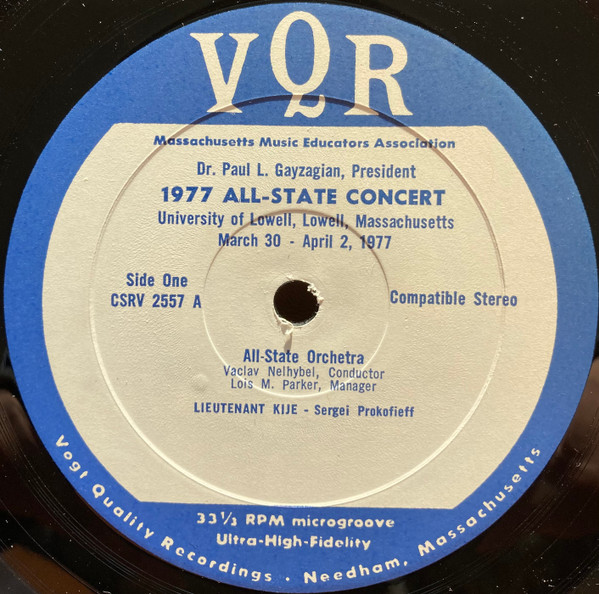 VQR
Massachusetts Music Educators Association
Dr. Paul L. Gayzagian, President
1977 ALL-STATE CONCERT
University of Lowell, Lowell, Massachusetts
March 30 - April 2, 1977
Side One
CSRV 2557 A
Compatible Stereo
All-State Orchetra
Vaclav Nelhybel, Conductor
Lois M. Parker, Manager
LIEUTENANT KIJE - Sergei Prokofieff
33 1/3 RPM microgroove
Ultra-High-Fidelity
Vogt Quality Recordings · Needham, Massachusetts